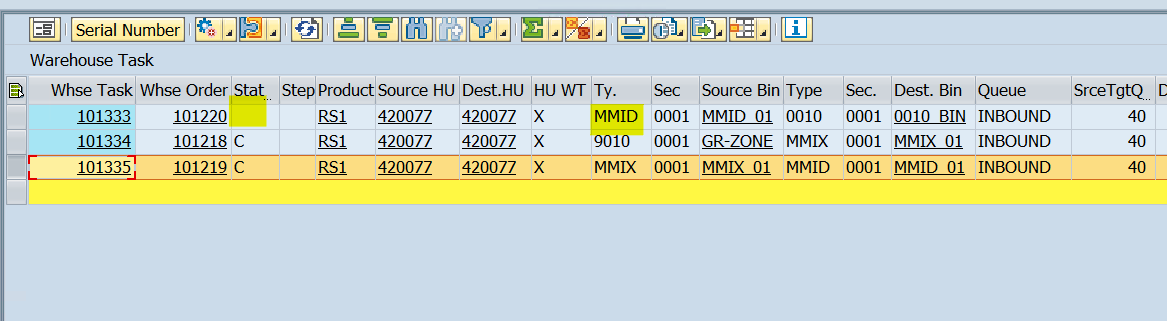 Serial Number
Warehouse Task
Whse Task Whse Order Stat.. Step Product Source HU Dest.HU HU WT Ty. Sec Source Bin Type Sec. Dest. Bin Queue SrceTgtQ.. D
101333 101220 RS1 420077 420077 X MMID 0001 MMID_01 0010 0001 0010_BIN INBOUND 40
101334 101218 C RS1 420077 420077 X 9010 0001 GR-ZONE MMIX 0001 MMIX_01 INBOUND 40
101335 101219 C RS1 420077 420077 X MMIX 0001 MMIX_01 MMID 0001 MMID_01 INBOUND 40